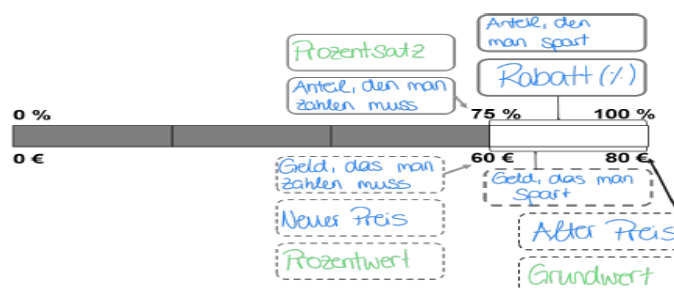 Prozentsatz
Anteil, den man
zahlen muss
Anteil, den
man spart
Rabatt (%)
0 %
75 %
100 %
0 €
60 €
80 €
Geld, das man
zahlen muss
Neuer Preis
Prozentwert
Geld, das man
Spart
Alter Preis
Grundwert